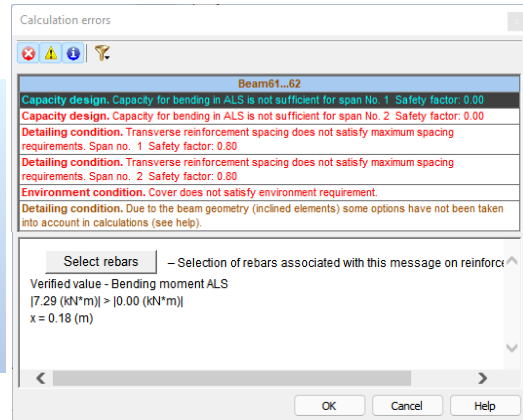 Calculation errors
Beam61...62
Capacity design. Capacity for bending in ALS is not sufficient for span No. 1 Safety factor: 0.00
Capacity design. Capacity for bending in ALS is not sufficient for span No. 2 Safety factor: 0.00
Detailing condition. Transverse reinforcement spacing does not satisfy maximum spacing
requirements. Span no. 1 Safety factor: 0.80
Detailing condition. Transverse reinforcement spacing does not satisfy maximum spacing
requirements. Span no. 2 Safety factor: 0.80
Environment condition. Cover does not satisfy environment requirement.
Detailing condition. Due to the beam geometry (inclined elements) some options have not been taken
into account in calculations (see help).
Select rebars – Selection of rebars associated with this message on reinforce
Verified value - Bending moment ALS
|7.29 (kN*m)| > |0.00 (kN*m)|
x = 0.18 (m)
OK Cancel Help